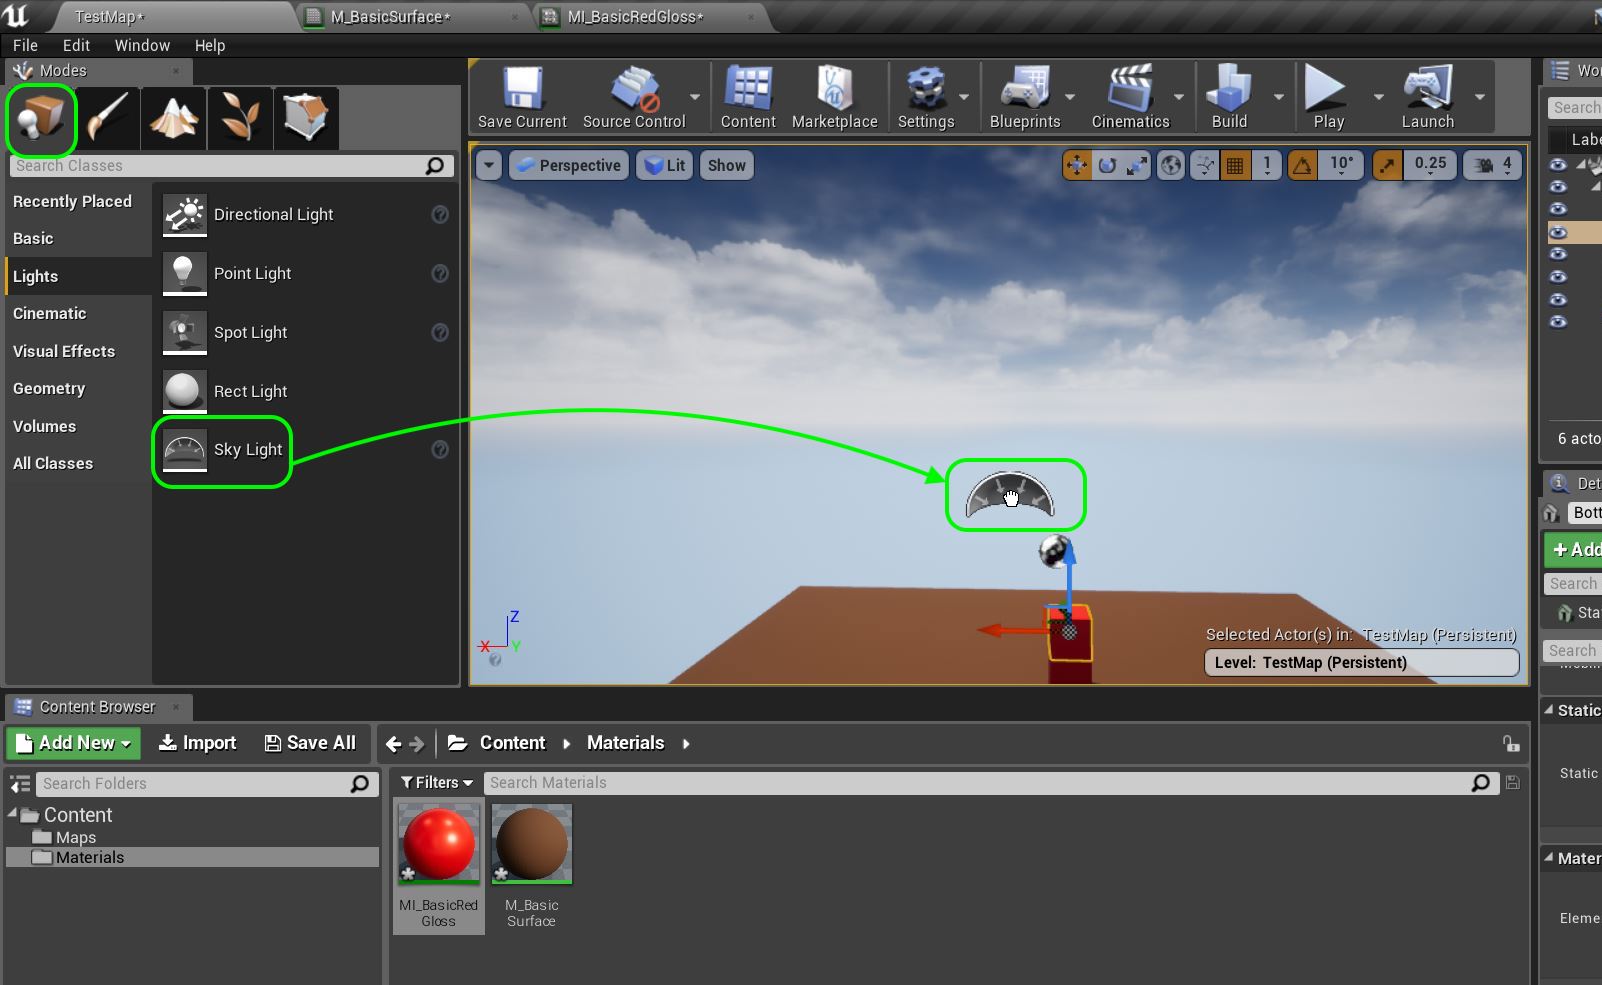 TestMap*
M_BasicSurface*
MI_BasicRedGloss*
File Edit Window Help
Modes
Search Classes
Recently Placed
Basic
Lights
Cinematic
Visual Effects
Geometry
Volumes
All Classes
Directional Light
Point Light
Spot Light
Rect Light
Sky Light
Save Current Source Control Content Marketplace Settings Blueprints Cinematics Build Play Launch
Perspective Lit Show
1 10° 0.25 4
Z
X Y
Selected Actor(s) in: TestMap (Persistent)
Level: TestMap (Persistent)
Wo
Search
Labe
6 acto
Det
Bott
+ Add
Search
Sta
Search
Static
Static
Mater
Eleme
Content Browser
Add New Import Save All Content Materials
Search Folders
Content
Maps
Materials
Filters Search Materials
MI_BasicRed
Gloss
M_Basic
Surface